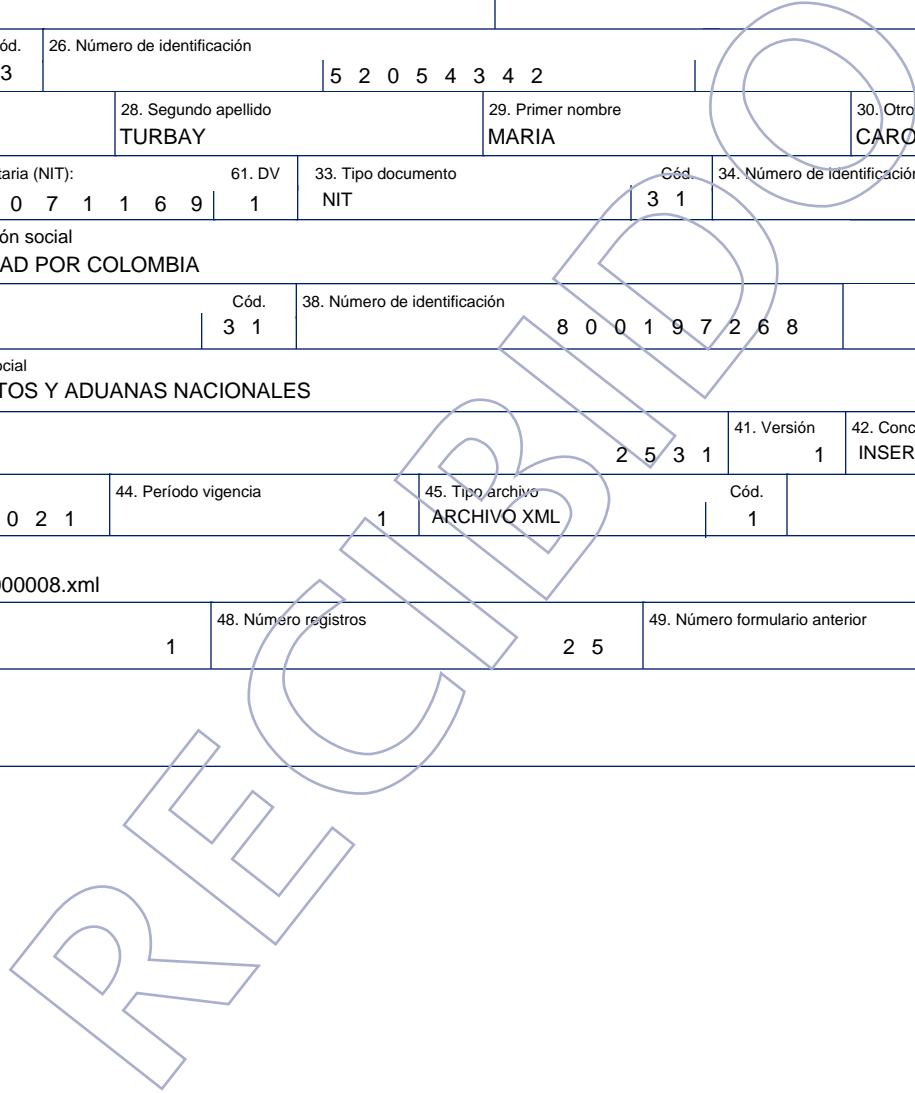 ód. 26. Número de identificación
3 5 2 0 5 4 3 4 2
28. Segundo apellido 29. Primer nombre 30. Otro
TURBAY MARIA CARO
taria (NIT): 61. DV 33. Tipo documento Cód. 34. Número de identificación
0 7 1 1 6 9 1 NIT 3 1
ón social
AD POR COLOMBIA
Cód. 38. Número de identificación
3 1 8 0 0 1 9 7 2 6 8
ocial
TOS Y ADUANAS NACIONALES
41. Versión 42. Conc
2 5 3 1 1 INSER
44. Período vigencia 45. Tipo archivo Cód.
0 2 1 1 ARCHIVO XML 1
000008.xml
48. Número registros 49. Número formulario anterior
1 2 5
RECIBIDO